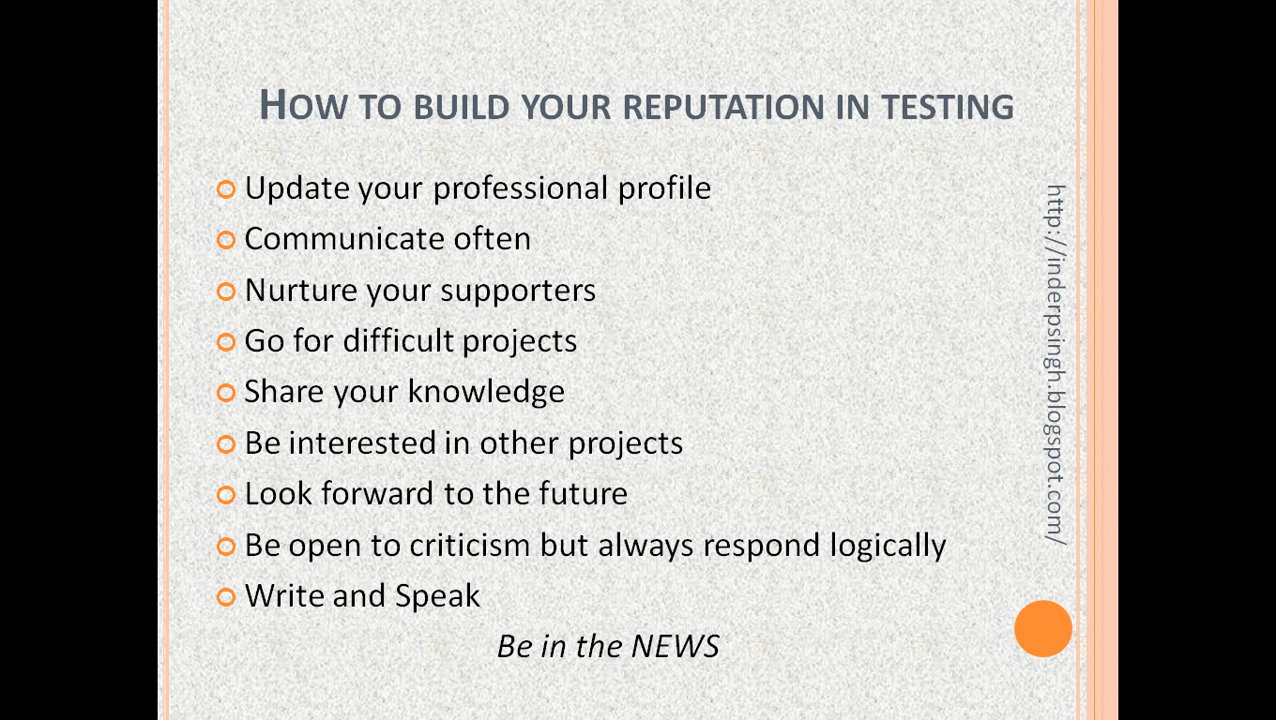 HOW TO BUILD YOUR REPUTATION IN TESTING
Update your professional profile
Communicate often
Nurture your supporters
Go for difficult projects
Share your knowledge
Be interested in other projects
Look forward to the future
Be open to criticism but always respond logically
Write and Speak
Be in the NEWS
http://inderpsingh.blogspot.com/